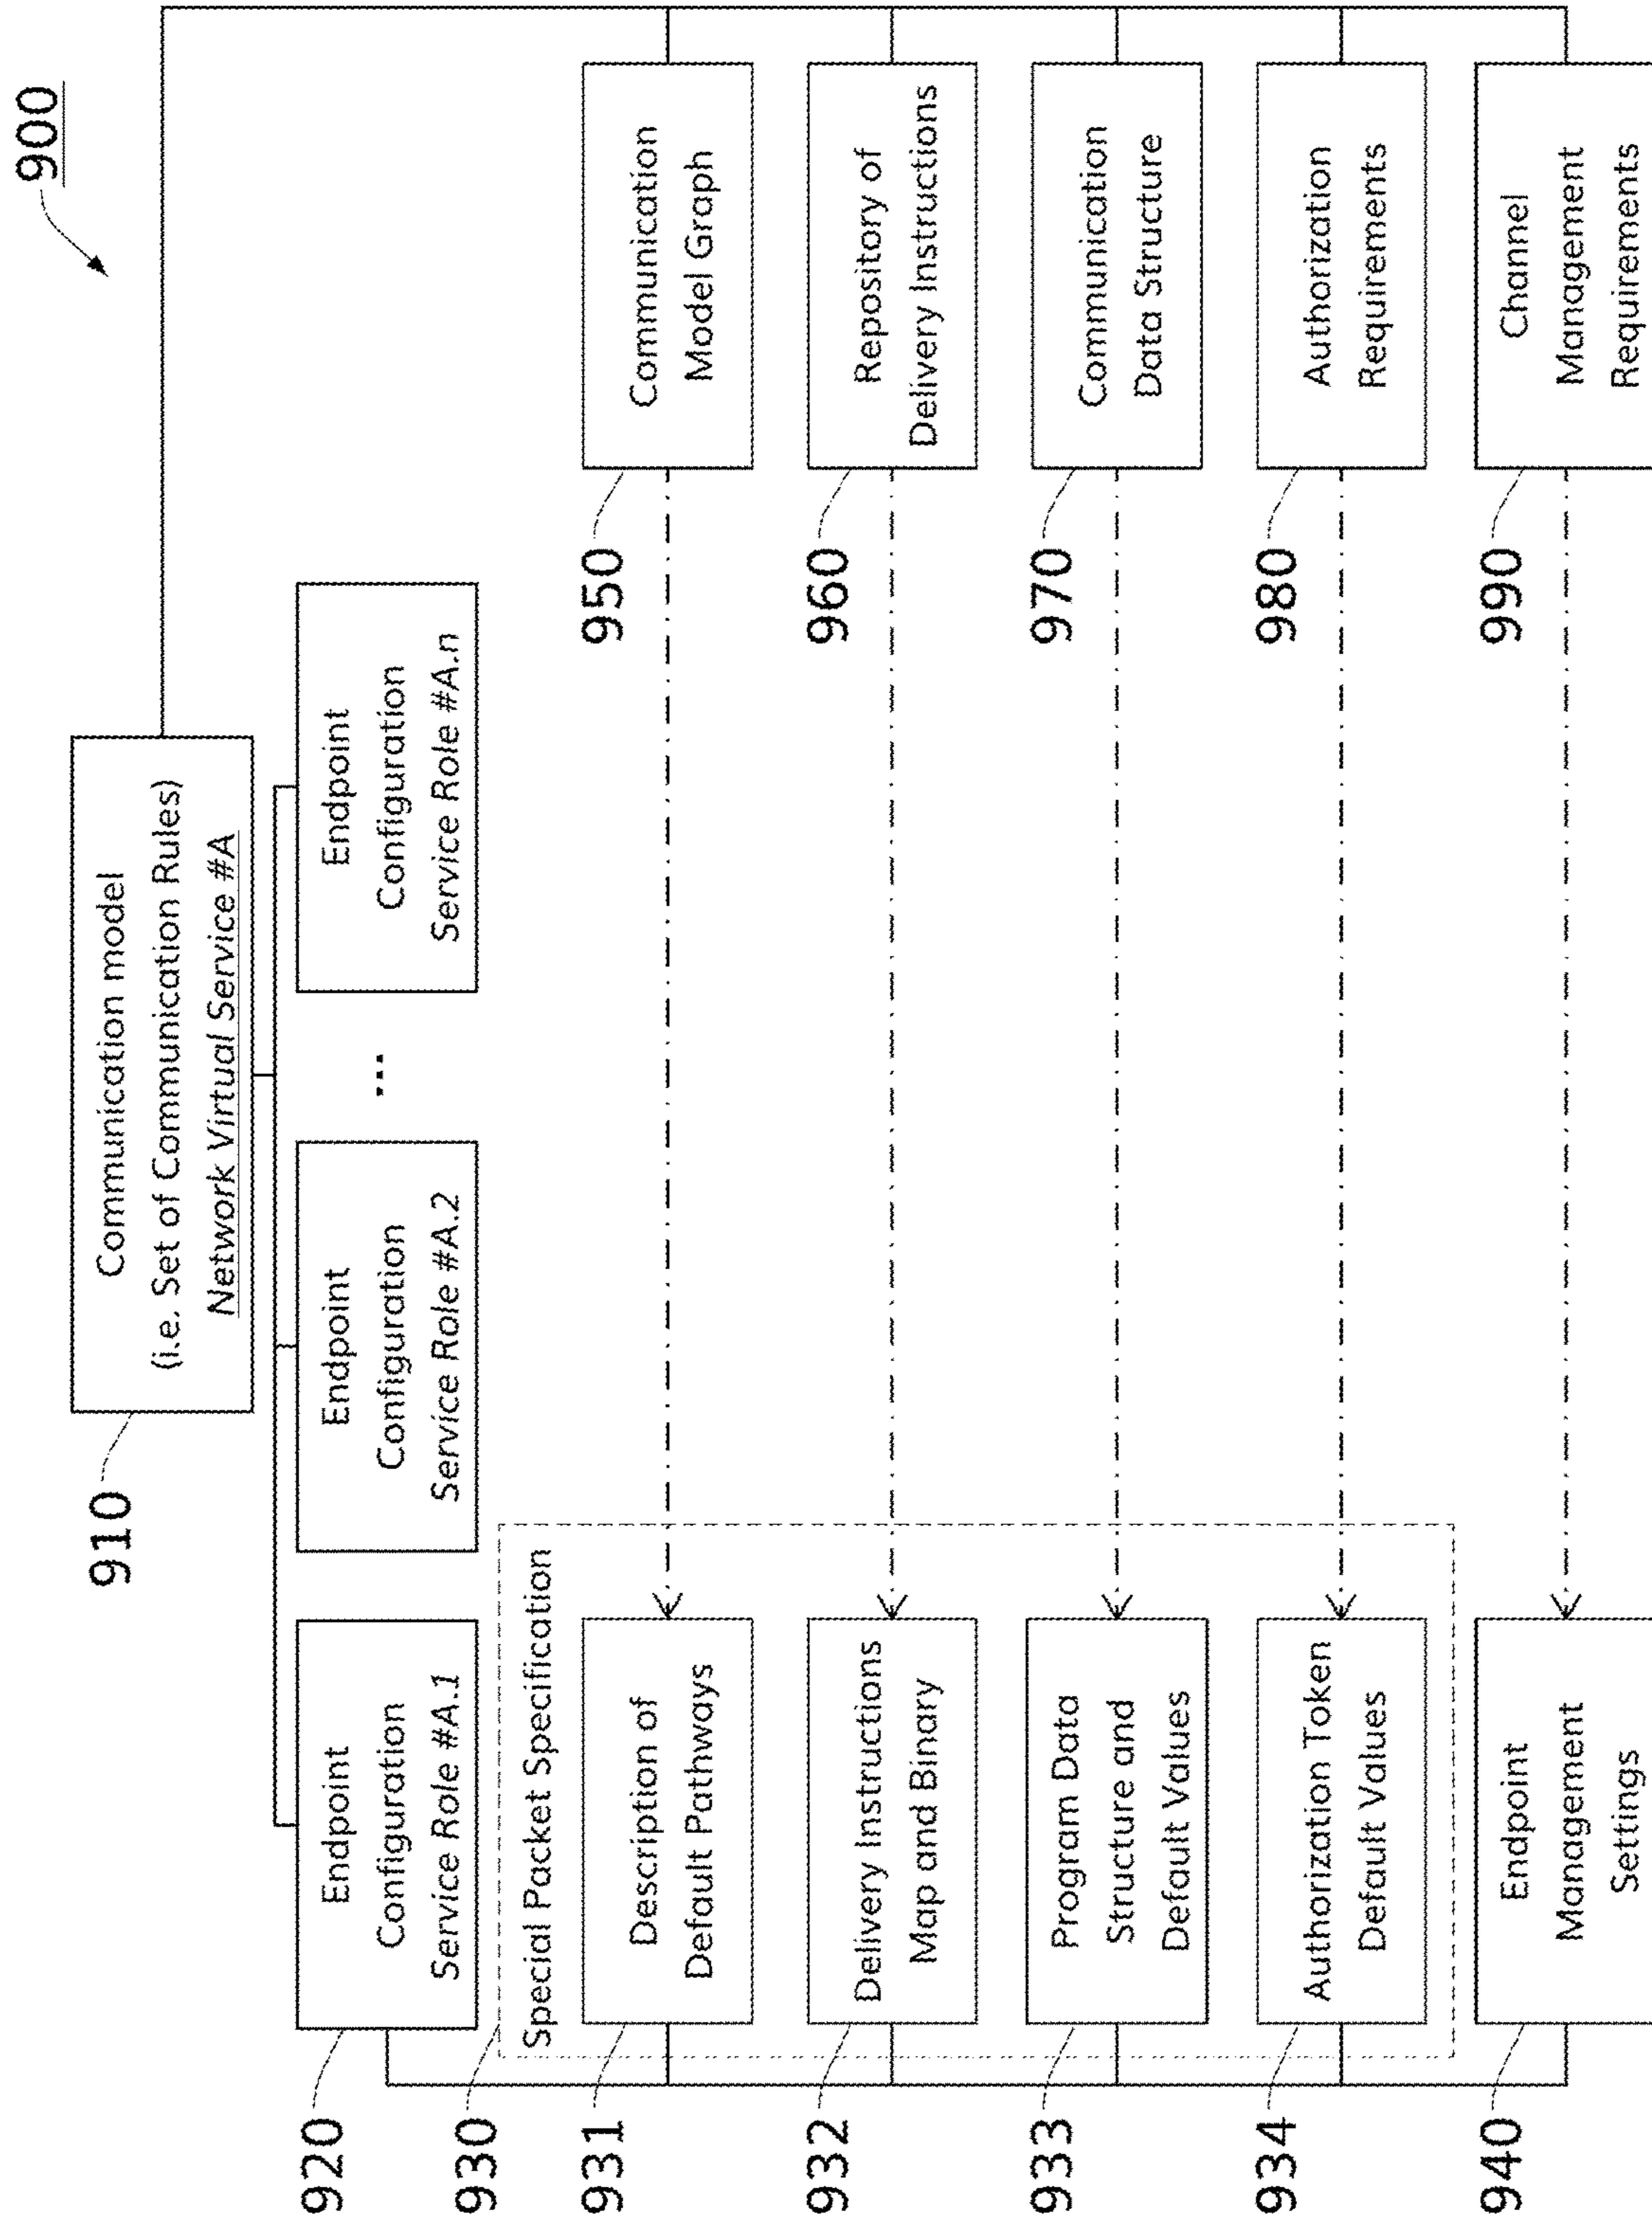 900
910
Communication model
(i.e. Set of Communication Rules)
Network Virtual Service #A
920
Endpoint
Configuration
Service Role #A.1
Endpoint
Configuration
Service Role #A.2
...
Endpoint
Configuration
Service Role #A.n
930
Special Packet Specification
931
Description of
Default Pathways
950
Communication
Model Graph
932
Delivery Instructions
Map and Binary
960
Repository of
Delivery Instructions
933
Program Data
Structure and
Default Values
970
Communication
Data Structure
934
Authorization Token
Default Values
980
Authorization
Requirements
940
Endpoint
Management
Settings
990
Channel
Management
Requirements